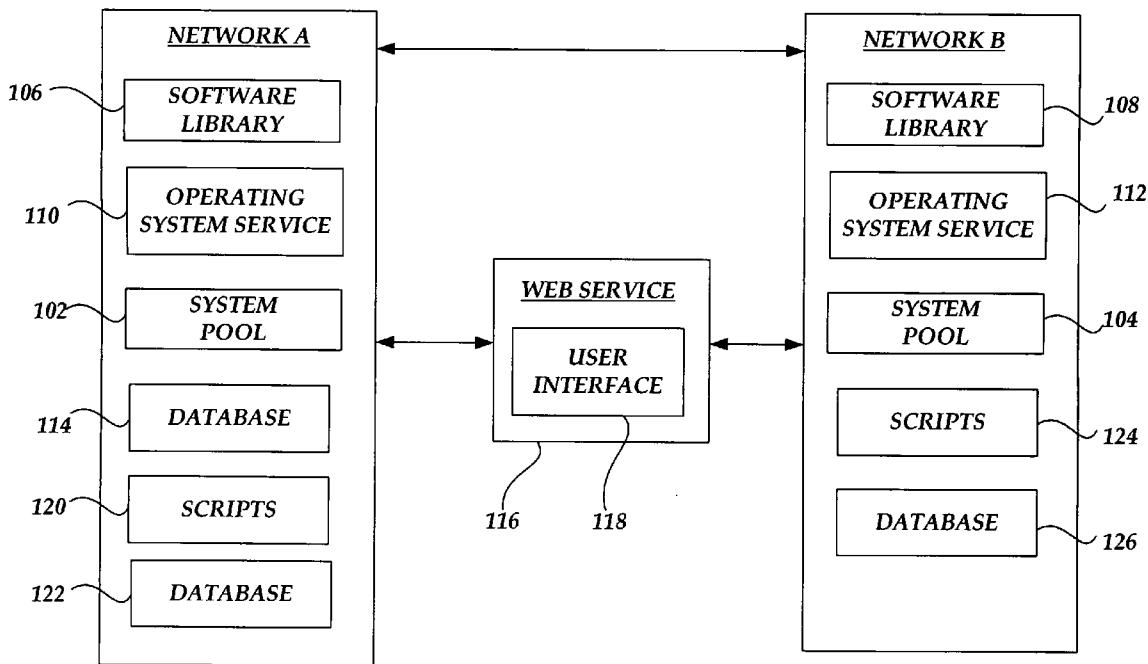 NETWORK A
106
SOFTWARE
LIBRARY
110
OPERATING
SYSTEM SERVICE
102
SYSTEM
POOL
114
DATABASE
120
SCRIPTS
122
DATABASE
WEB SERVICE
USER
INTERFACE
116
118
NETWORK B
SOFTWARE
LIBRARY
108
OPERATING
SYSTEM SERVICE
112
SYSTEM
POOL
104
SCRIPTS
124
DATABASE
126